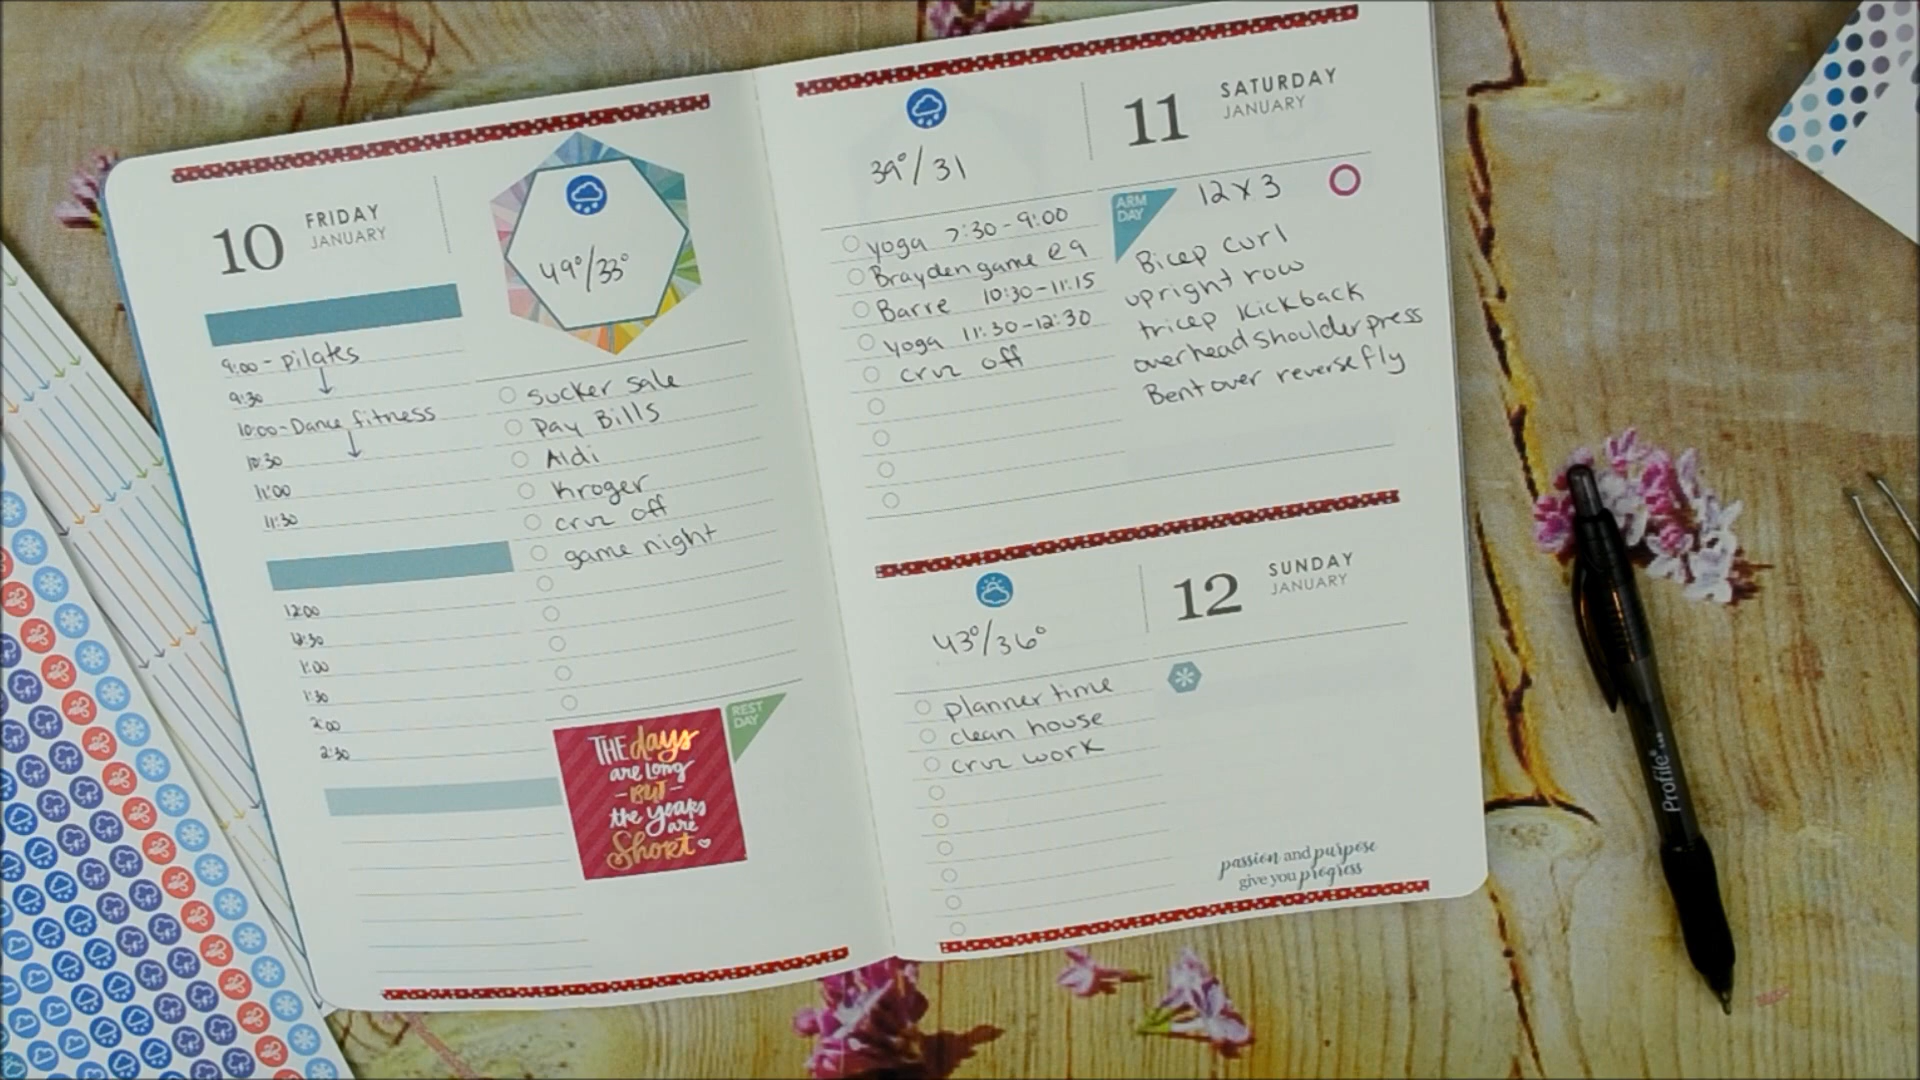 10 FRIDAY
JANUARY
49°/33°
9:00 - Pilates
9:30
10:00 - Dance fitness
10:30
11:00
11:30
12:00
12:30
1:00
1:30
2:00
2:30
Sucker sale
Pay Bills
Aldi
Kroger
cruz off
game night
REST
DAY
THE days
are long
- BUT -
the years
are
Short
39°/31
11 SATURDAY
JANUARY
yoga 7:30-9:00
Brayden game @ 9
Barre 10:30-11:15
yoga 11:30-12:30
cruz off
ARM
DAY
12 x 3
Bicep curl
upright row
tricep kickback
overhead shoulder press
Bent over reverse fly
43°/36°
12 SUNDAY
JANUARY
planner time
clean house
cruz work
passion and purpose
give you progress
Profile